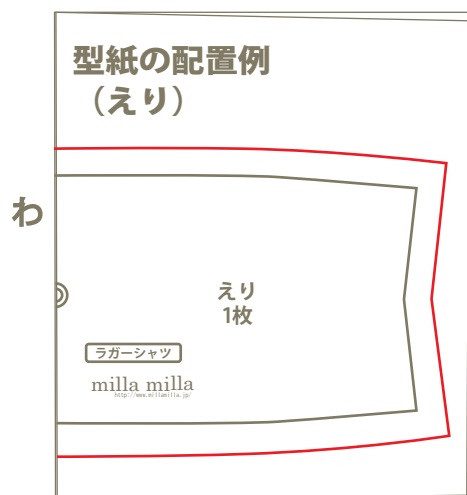 型紙の配置例
（えり）
わ
えり
1枚
ラガーシャツ
milla milla
http://www.millamilla.jp/